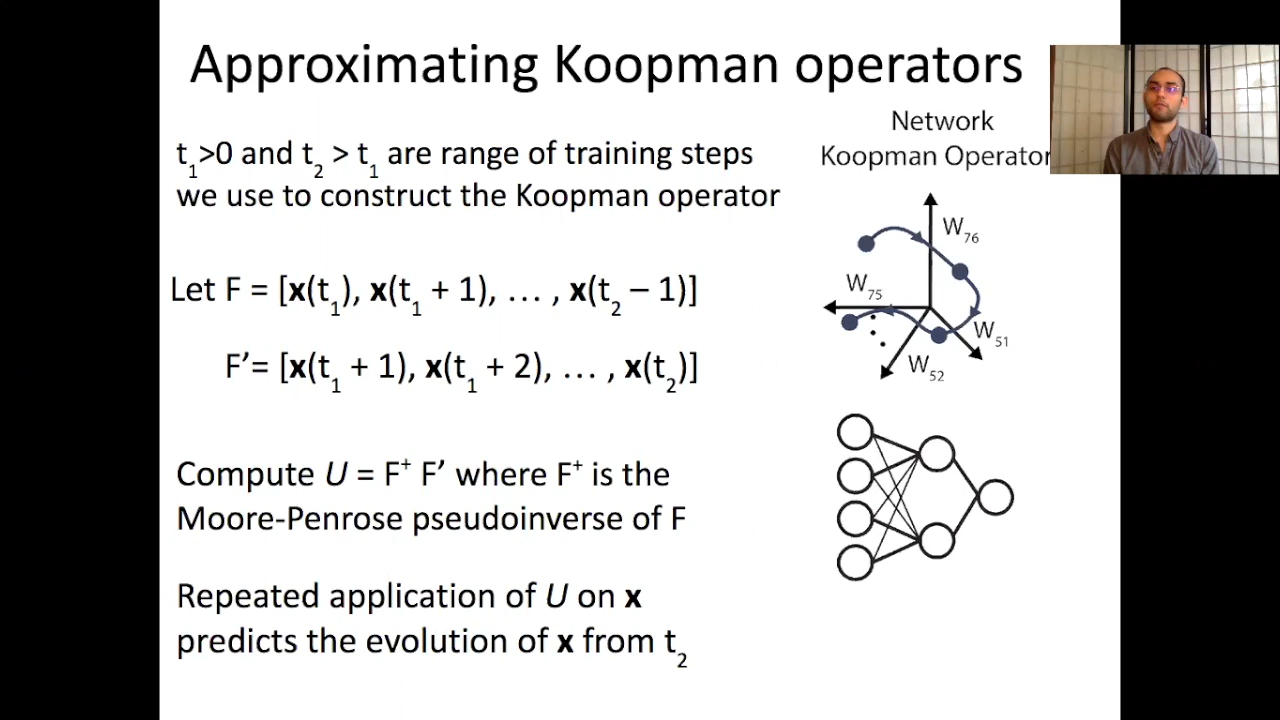 Approximating Koopman operators
t₁>0 and t₂ > t₁ are range of training steps
we use to construct the Koopman operator
Let F = [x(t₁), x(t₁ + 1), … , x(t₂ – 1)]
F’= [x(t₁ + 1), x(t₁ + 2), … , x(t₂)]
Compute U = F⁺ F’ where F⁺ is the
Moore-Penrose pseudoinverse of F
Repeated application of U on x
predicts the evolution of x from t₂
Network
Koopman Operator
W₇₆
W₇₅
W₅₁
W₅₂